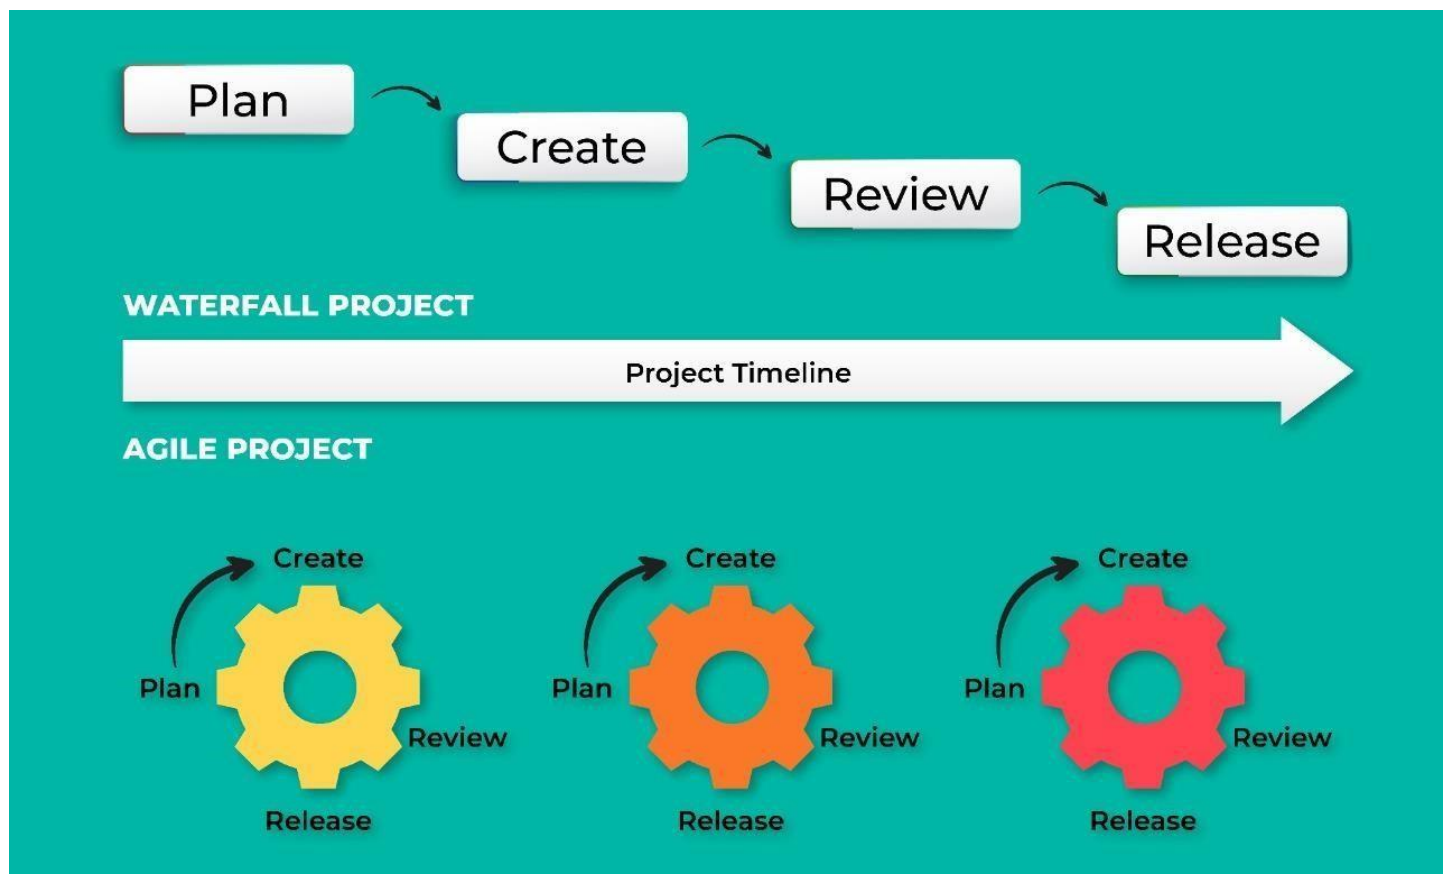 Plan
Create
Review
Release
WATERFALL PROJECT
Project Timeline
AGILE PROJECT
Create
Plan
Review
Release
Create
Plan
Review
Release
Create
Plan
Review
Release